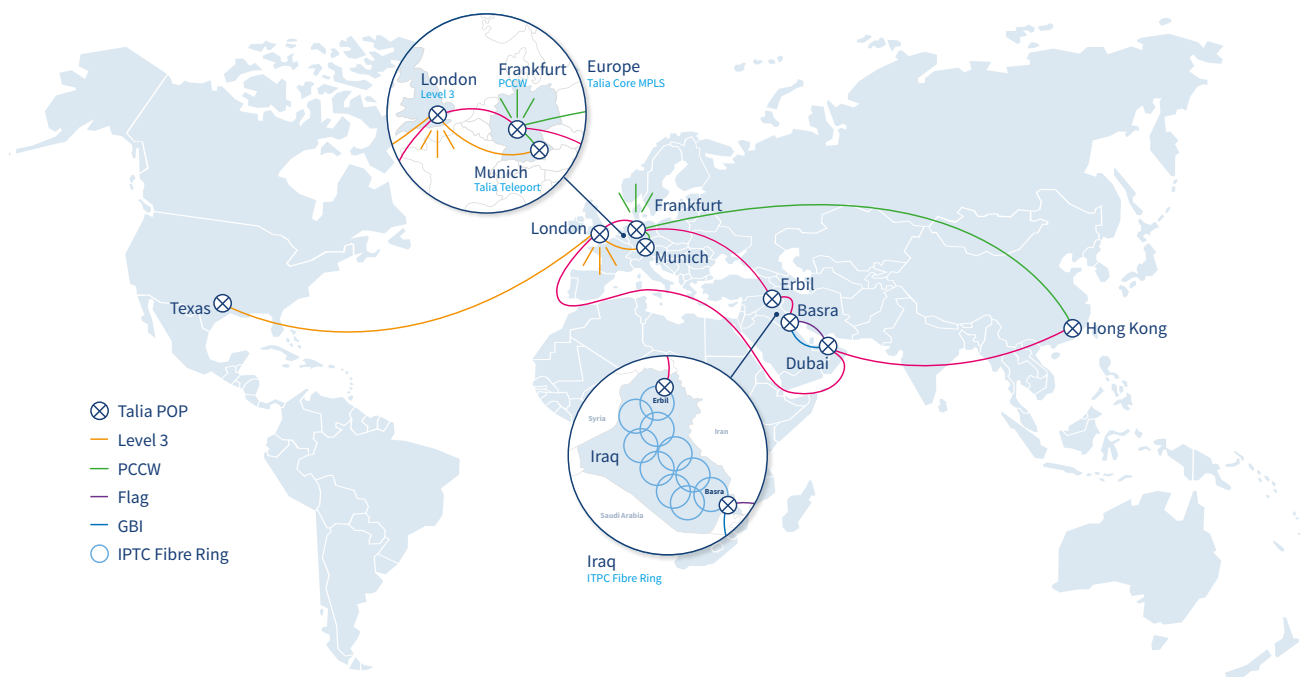 London
Level 3
Frankfurt
PCCW
Munich
Talia Teleport
Europe
Talia Core MPLS
London
Frankfurt
Munich
Texas
Erbil
Basra
Dubai
Hong Kong
Talia POP
Level 3
PCCW
Flag
GBI
IPTC Fibre Ring
Erbil
Syria
Iran
Iraq
Basra
Saudi Arabia
Iraq
ITPC Fibre Ring